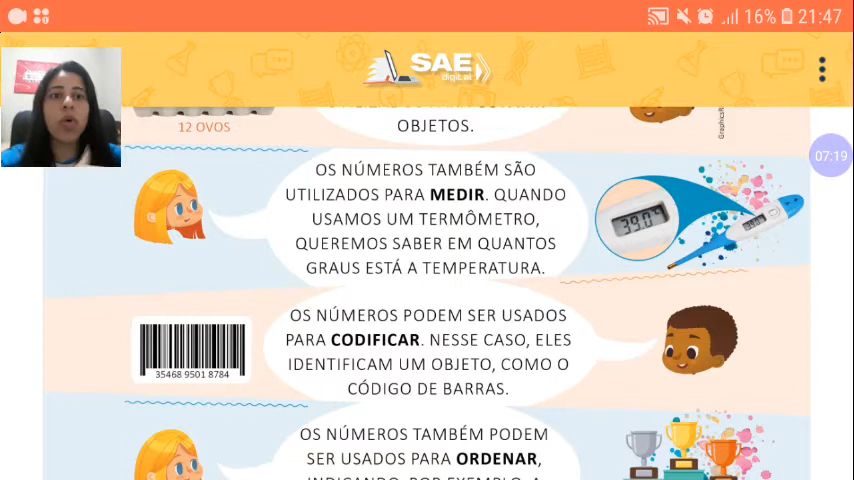 16% 21:47
SAE
digital
07:19
12 OVOS
OBJETOS.
OS NÚMEROS TAMBÉM SÃO
UTILIZADOS PARA MEDIR. QUANDO
USAMOS UM TERMÔMETRO,
QUEREMOS SABER EM QUANTOS
GRAUS ESTÁ A TEMPERATURA.
39.0°
OS NÚMEROS PODEM SER USADOS
PARA CODIFICAR. NESSE CASO, ELES
IDENTIFICAM UM OBJETO, COMO O
CÓDIGO DE BARRAS.
35468 9501 8784
OS NÚMEROS TAMBÉM PODEM
SER USADOS PARA ORDENAR,